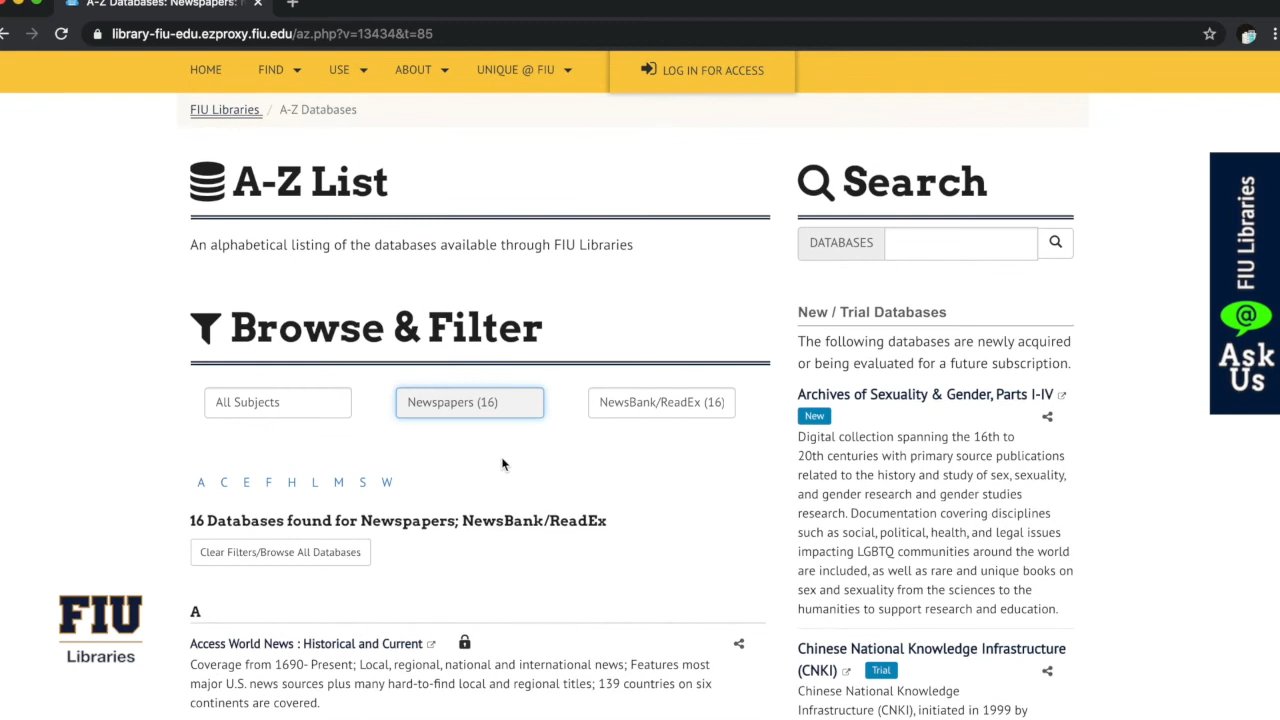 A-Z Databases: Newspapers:
library-fiu-edu.ezproxy.fiu.edu/az.php?v=13434&t=85
HOME FIND USE ABOUT UNIQUE @ FIU LOG IN FOR ACCESS
FIU Libraries / A-Z Databases
A-Z List
An alphabetical listing of the databases available through FIU Libraries
Browse & Filter
All Subjects Newspapers (16) NewsBank/ReadEx (16)
A C E F H L M S W
16 Databases found for Newspapers; NewsBank/ReadEx
Clear Filters/Browse All Databases
A
Access World News : Historical and Current
Coverage from 1690- Present; Local, regional, national and international news; Features most
major U.S. news sources plus many hard-to-find local and regional titles; 139 countries on six
continents are covered.
Search
DATABASES
New / Trial Databases
The following databases are newly acquired
or being evaluated for a future subscription.
Archives of Sexuality & Gender, Parts I-IV
New
Digital collection spanning the 16th to
20th centuries with primary source publications
related to the history and study of sex, sexuality,
and gender research and gender studies
research. Documentation covering disciplines
such as social, political, health, and legal issues
impacting LGBTQ communities around the world
are included, as well as rare and unique books on
sex and sexuality from the sciences to the
humanities to support research and education.
Chinese National Knowledge Infrastructure
(CNKI) Trial
Chinese National Knowledge
Infrastructure (CNKI), initiated in 1999 by
FIU Libraries
@
Ask
Us
FIU
Libraries